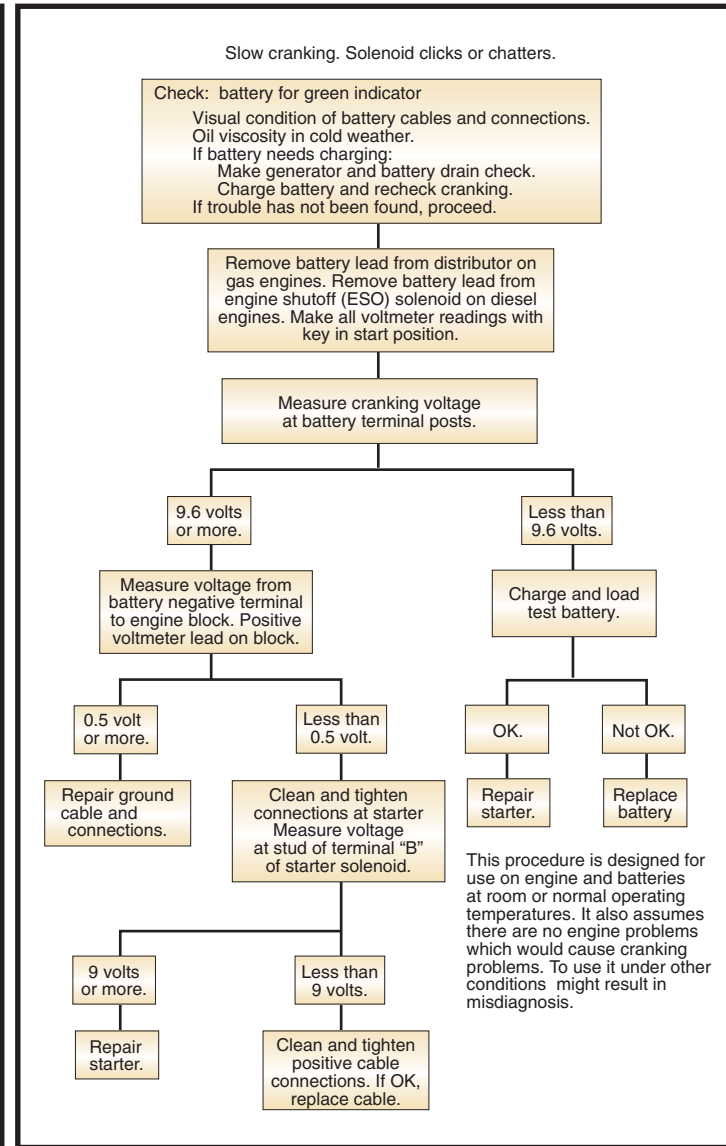 Slow cranking. Solenoid clicks or chatters.
Check: battery for green indicator
Visual condition of battery cables and connections.
Oil viscosity in cold weather.
If battery needs charging:
Make generator and battery drain check.
Charge battery and recheck cranking.
If trouble has not been found, proceed.
Remove battery lead from distributor on
gas engines. Remove battery lead from
engine shutoff (ESO) solenoid on diesel
engines. Make all voltmeter readings with
key in start position.
Measure cranking voltage
at battery terminal posts.
9.6 volts
or more.
Less than
9.6 volts.
Measure voltage from
battery negative terminal
to engine block. Positive
voltmeter lead on block.
Charge and load
test battery.
0.5 volt
or more.
Less than
0.5 volt.
OK.
Not OK.
Repair ground
cable and
connections.
Clean and tighten
connections at starter
Measure voltage
at stud of terminal “B”
of starter solenoid.
Repair
starter.
Replace
battery
This procedure is designed for
use on engine and batteries
at room or normal operating
temperatures. It also assumes
there are no engine problems
which would cause cranking
problems. To use it under other
conditions might result in
misdiagnosis.
9 volts
or more.
Less than
9 volts.
Repair
starter.
Clean and tighten
positive cable
connections. If OK,
replace cable.